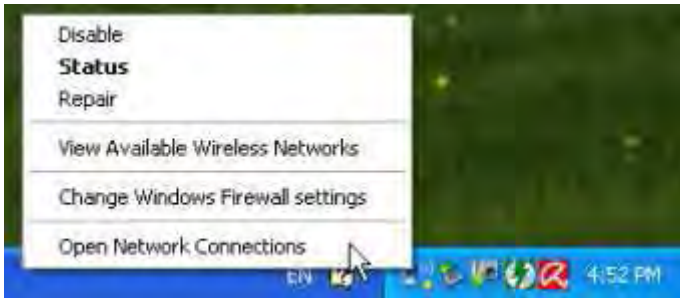 Disable
Status
Repair
View Available Wireless Networks
Change Windows Firewall settings
Open Network Connections
EN
4:52 PM